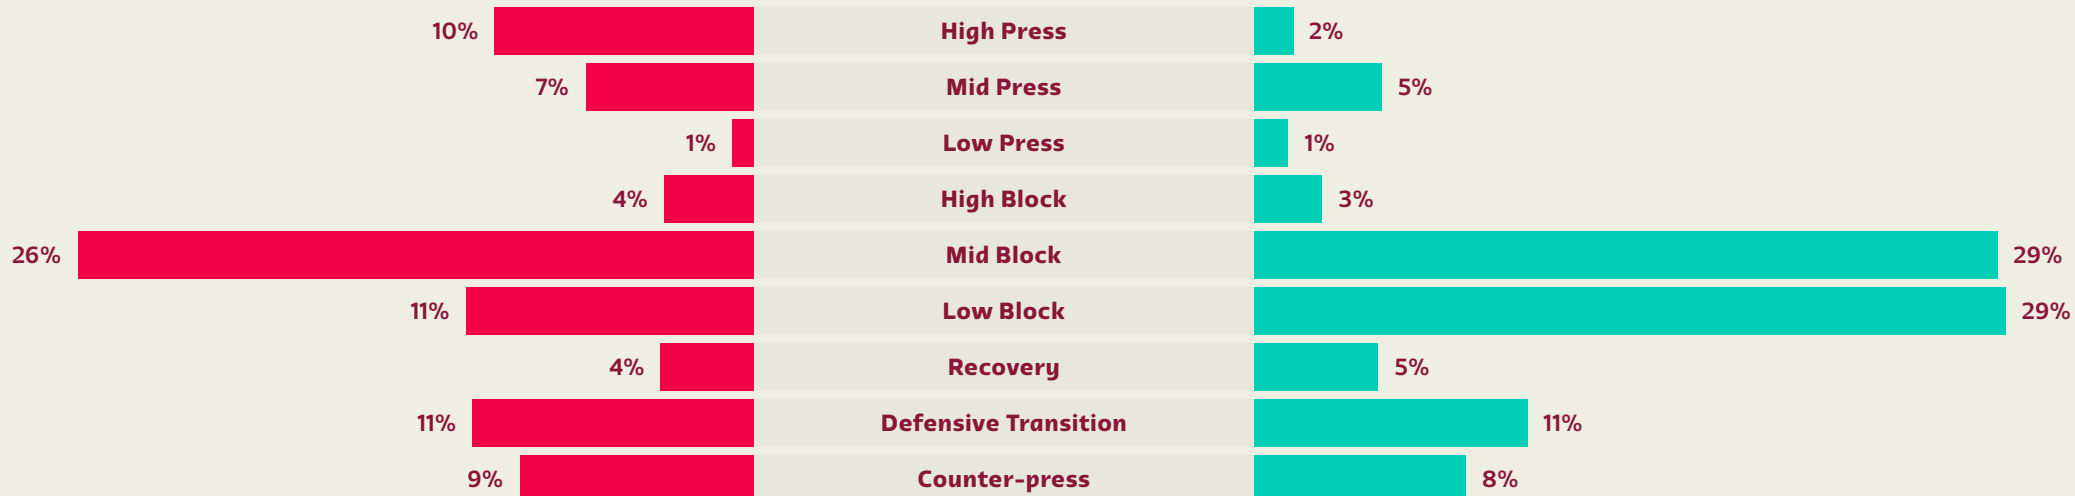 10% High Press 2%
7% Mid Press 5%
1% Low Press 1%
4% High Block 3%
26% Mid Block 29%
11% Low Block 29%
4% Recovery 5%
11% Defensive Transition 11%
9% Counter-press 8%